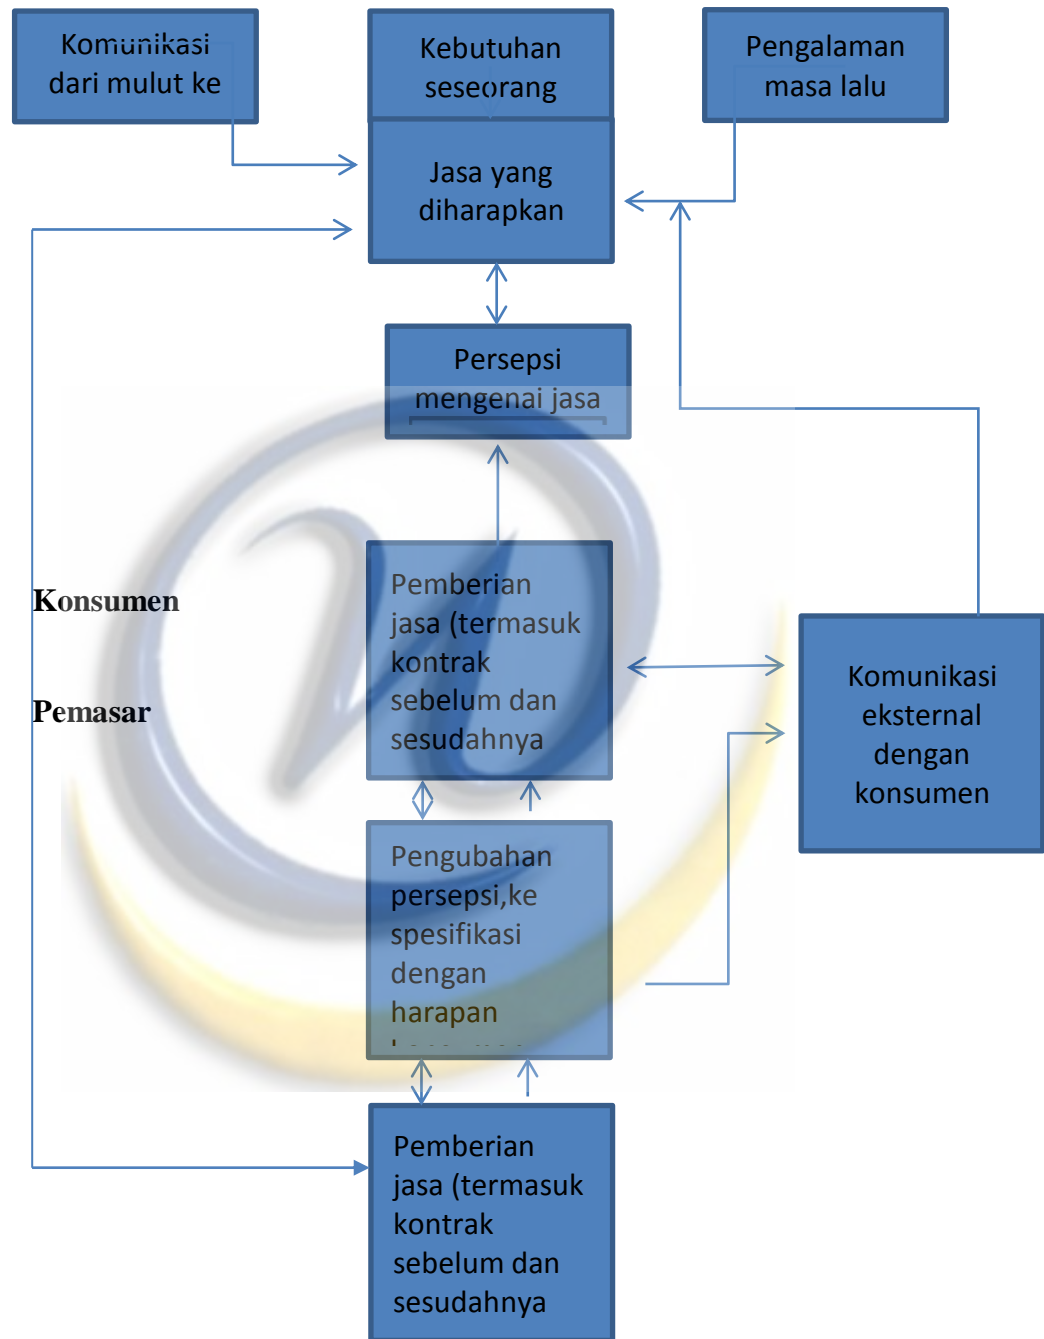 Komunikasi
dari mulut ke
Kebutuhan
seseorang
Pengalaman
masa lalu
Jasa yang
diharapkan
Persepsi
mengenai jasa
Konsumen
Pemasar
Pemberian
jasa (termasuk
kontrak
sebelum dan
sesudahnya
Komunikasi
eksternal
dengan
konsumen
Pengubahan
persepsi,ke
spesifikasi
dengan
harapan
Pemberian
jasa (termasuk
kontrak
sebelum dan
sesudahnya